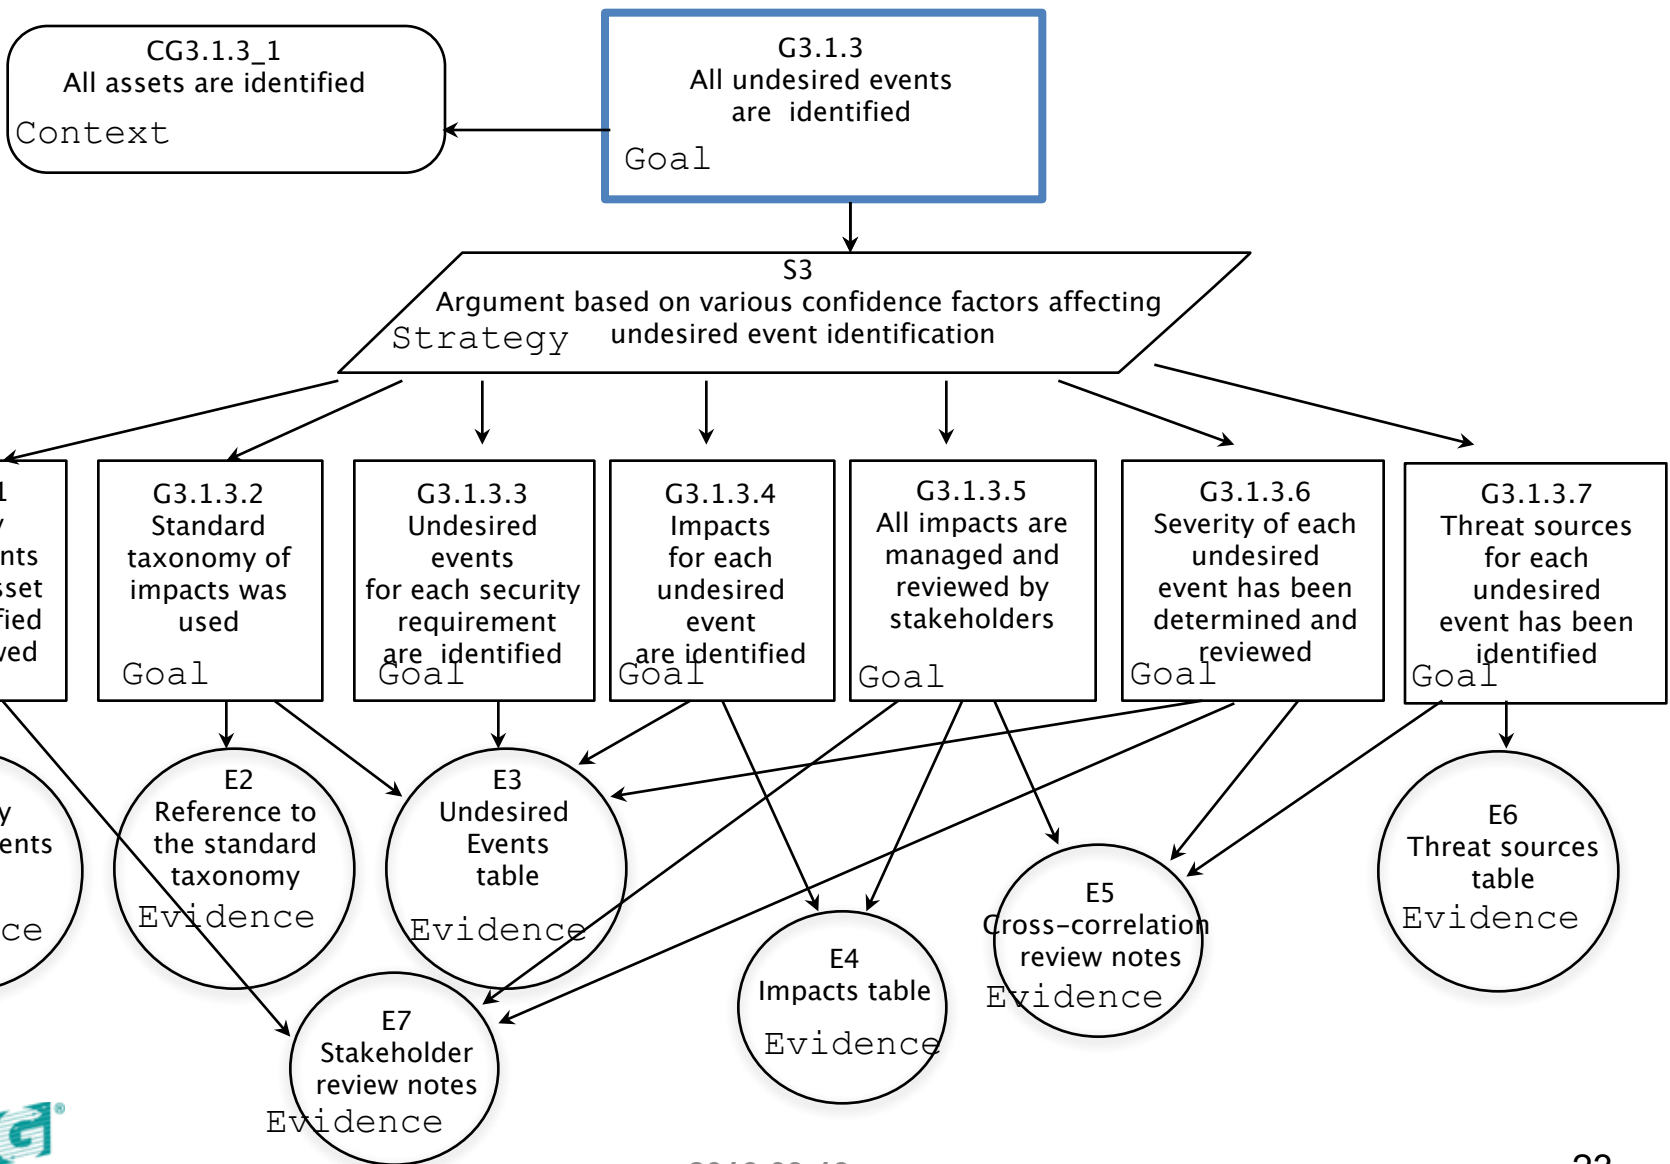 CG3.1.3_1
All assets are identified
Context
G3.1.3
All undesired events
are identified
Goal
S3
Argument based on various confidence factors affecting
undesired event identification
Strategy
1
y
nts
sset
fied
wed
G3.1.3.2
Standard
taxonomy of
impacts was
used
Goal
G3.1.3.3
Undesired
events
for each security
requirement
are identified
Goal
G3.1.3.4
Impacts
for each
undesired
event
are identified
Goal
G3.1.3.5
All impacts are
managed and
reviewed by
stakeholders
Goal
G3.1.3.6
Severity of each
undesired
event has been
determined and
reviewed
Goal
G3.1.3.7
Threat sources
for each
undesired
event has been
identified
Goal
y
ents
ce
E2
Reference to
the standard
taxonomy
Evidence
E3
Undesired
Events
table
Evidence
E7
Stakeholder
review notes
Evidence
E4
Impacts table
Evidence
E5
Cross-correlation
review notes
Evidence
E6
Threat sources
table
Evidence
G®